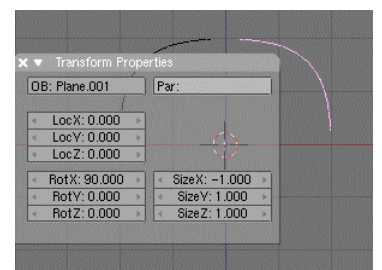 Transform Properties
OB: Plane.001 Par:
LocX: 0.000
LocY: 0.000
LocZ: 0.000
RotX: 90.000 SizeX: -1.000
RotY: 0.000 SizeY: 1.000
RotZ: 0.000 SizeZ: 1.000